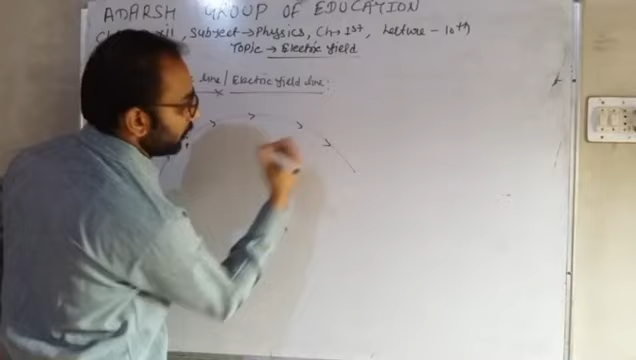 ADARSH GROUP OF EDUCATION
Subject → Physics, Ch → 1st, Lecture - 10th
Topic → Electric field
line / Electric field line :